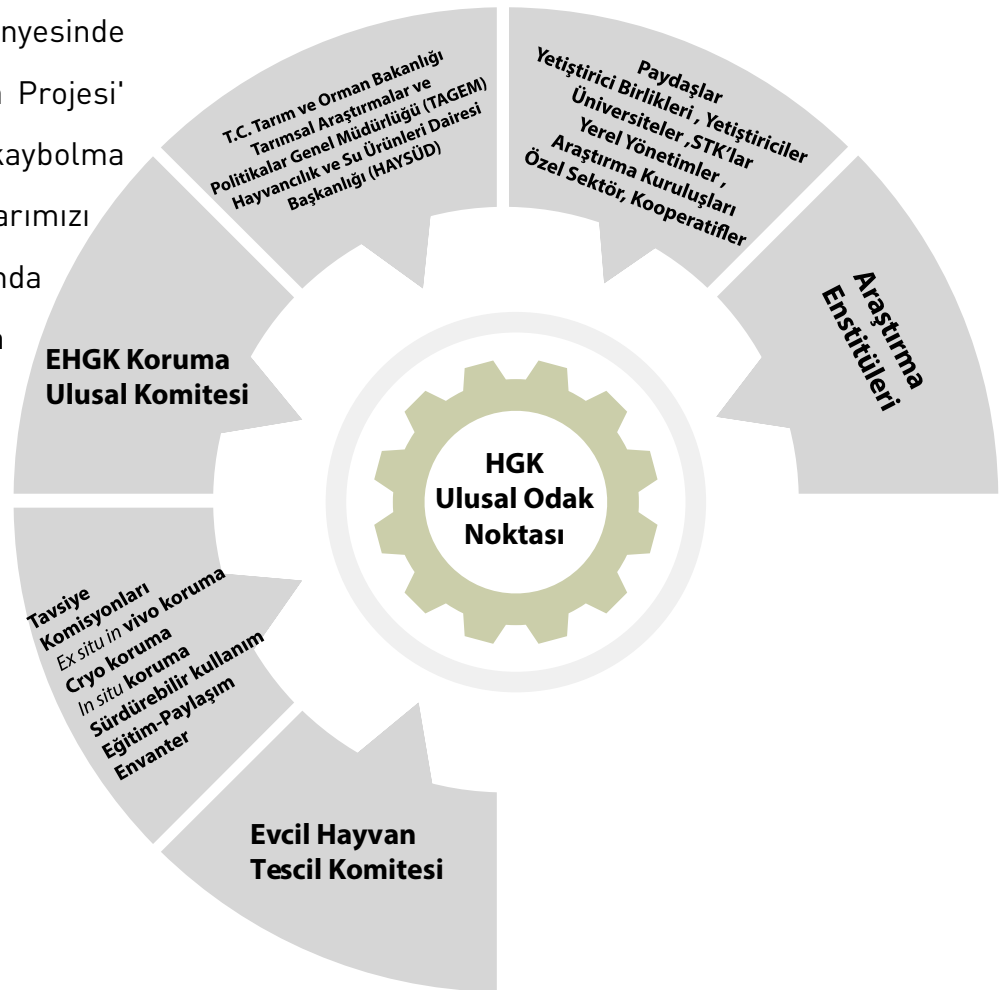 nyesinde
Projesi'
kaybolma
arımızı
nda
T.C. Tarım ve Orman Bakanlığı
Tarımsal Araştırmalar ve
Politikalar Genel Müdürlüğü (TAGEM)
Hayvancılık ve Su Ürünleri Dairesi
Başkanlığı (HAYSÜD)
Paydaşlar
Yetiştirici Birlikleri , Yetiştiriciler
Üniversiteler ,STK'lar
Yerel Yönetimler ,
Araştırma Kuruluşları
Özel Sektör, Kooperatifler
Araştırma
Enstitüleri
EHGK Koruma
Ulusal Komitesi
HGK
Ulusal Odak
Noktası
Tavsiye
Komisyonları
Ex situ in vivo koruma
Cryo koruma
In situ koruma
Sürdürebilir kullanım
Eğitim-Paylaşım
Envanter
Evcil Hayvan
Tescil Komitesi